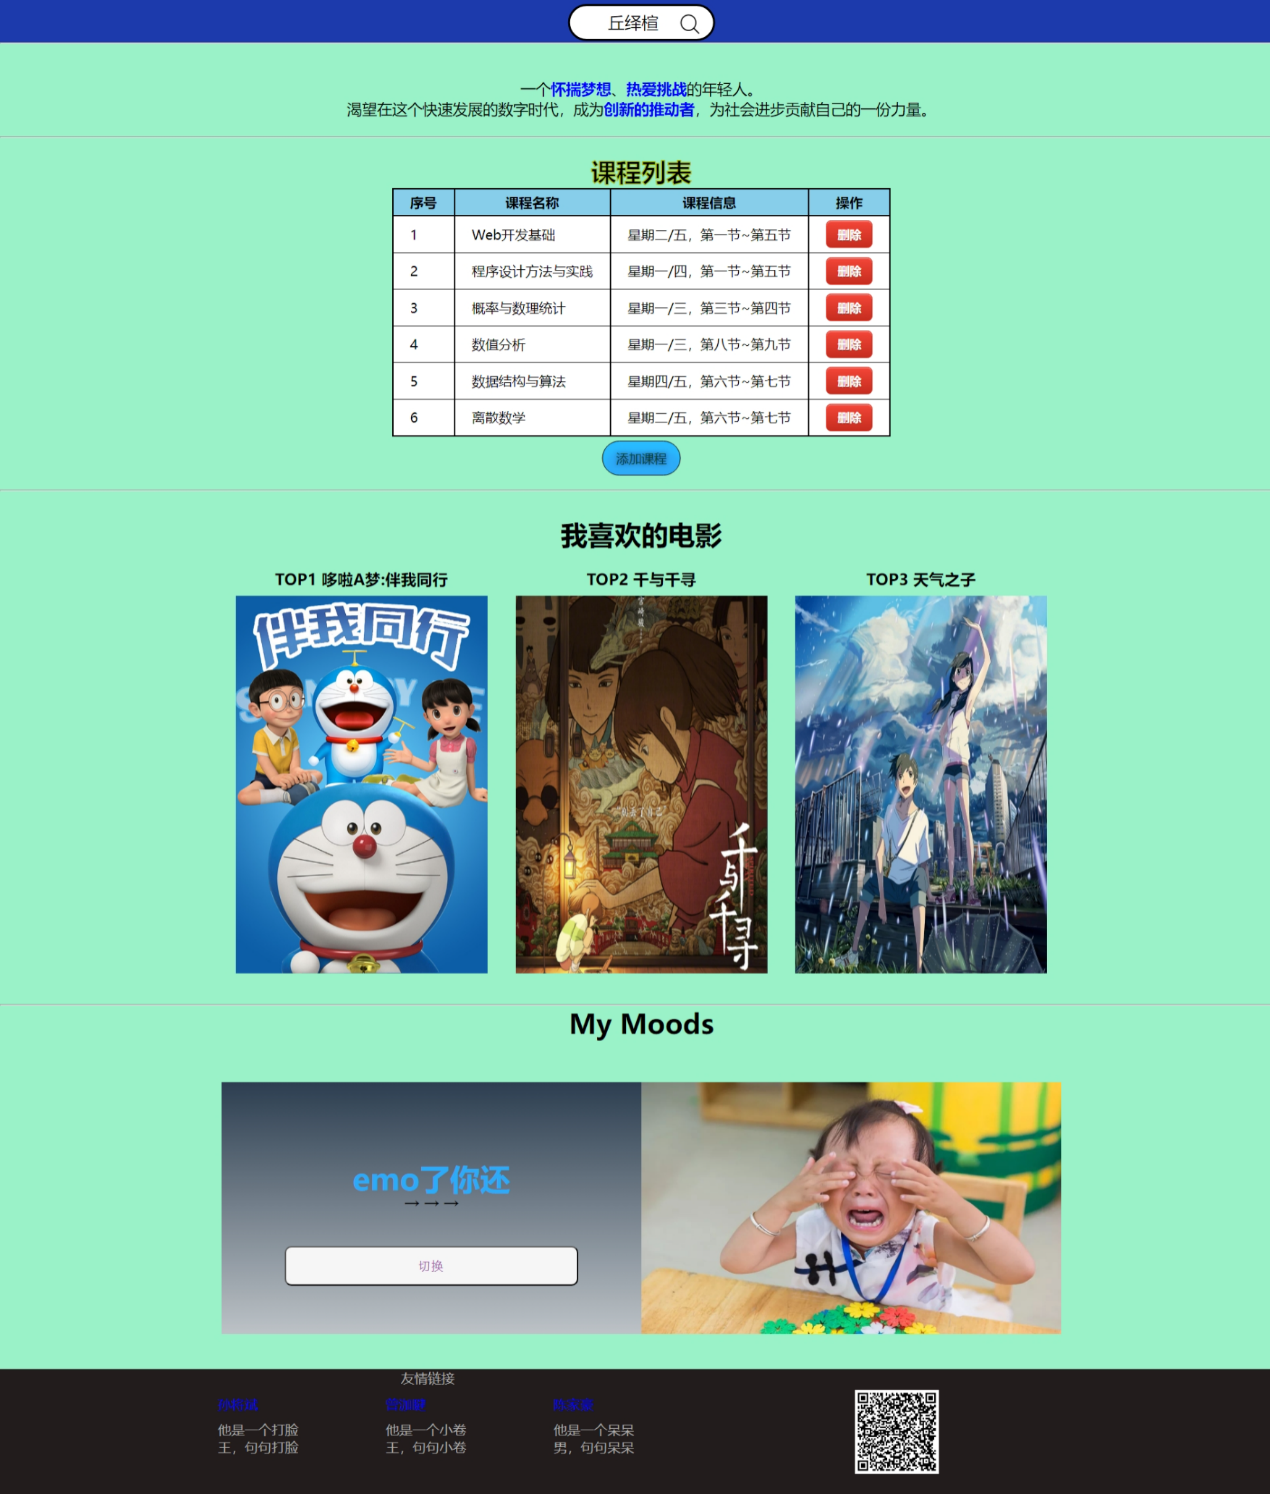 丘绎楦
一个怀揣梦想、热爱挑战的年轻人。
渴望在这个快速发展的数字时代，成为创新的推动者，为社会进步贡献自己的一份力量。
课程列表
序号 课程名称 课程信息 操作
1 Web开发基础 星期二/五，第一节~第五节 删除
2 程序设计方法与实践 星期一/四，第一节~第五节 删除
3 概率与数理统计 星期一/三，第三节~第四节 删除
4 数值分析 星期一/三，第八节~第九节 删除
5 数据结构与算法 星期四/五，第六节~第七节 删除
6 离散数学 星期二/五，第六节~第七节 删除
添加课程
我喜欢的电影
TOP1 哆啦A梦:伴我同行
TOP2 千与千寻
TOP3 天气之子
伴我同行
千与千寻
My Moods
emo了你还
→→→
切换
友情链接
他是一个打脸
王，句句打脸
他是一个小卷
王，句句小卷
他是一个呆呆
男，句句呆呆